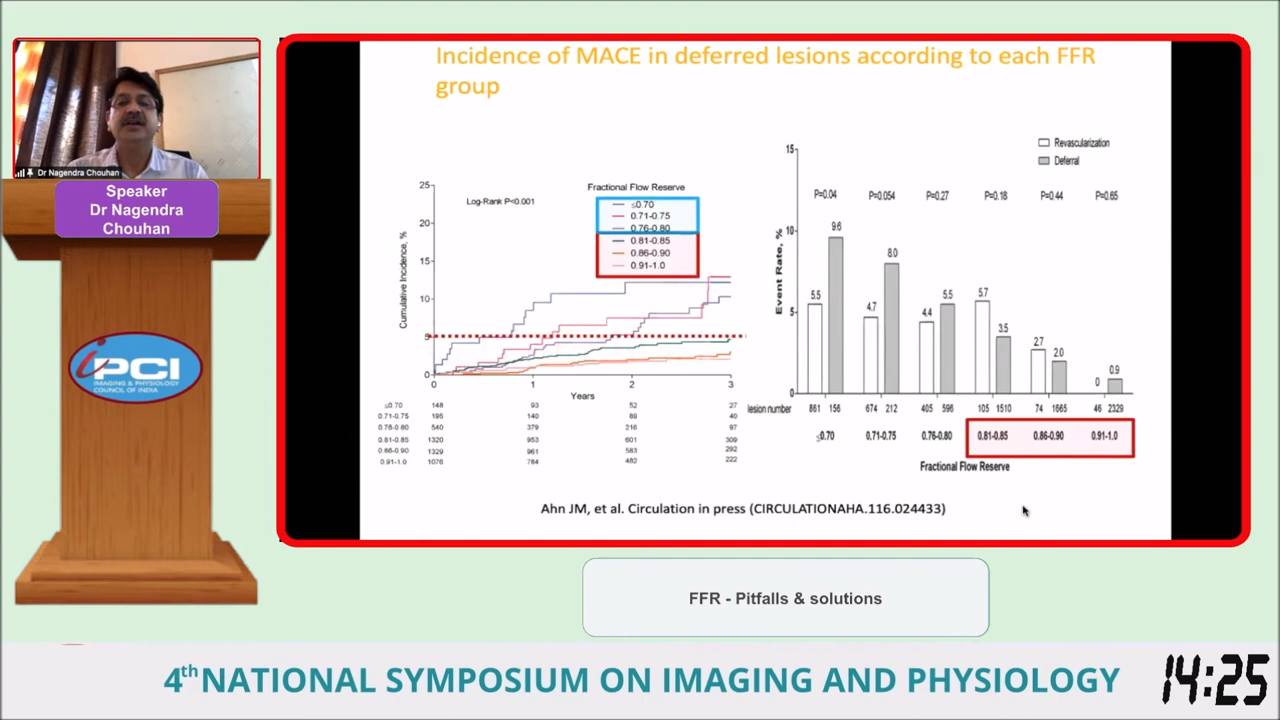 Incidence of MACE in deferred lesions according to each FFR
group
Dr Nagendra Chouhan
Speaker
Dr Nagendra
Chouhan
iPCI
IMAGING & PHYSIOLOGY
COUNCIL OF INDIA
25
20
15
10
5
0
Cumulative Incidence, %
Log-Rank P<0.001
Fractional Flow Reserve
≤0.70
0.71-0.75
0.76-0.80
0.81-0.85
0.86-0.90
0.91-1.0
0 1 2 3
Years
≤0.70 148 93 52 27
0.71-0.75 195 140 89 40
0.76-0.80 540 379 216 97
0.81-0.85 1320 953 601 309
0.86-0.90 1329 961 583 292
0.91-1.0 1076 784 482 222
Revascularization
Deferral
15
10
5
0
Event Rate, %
P=0.04 P=0.054 P=0.27 P=0.18 P=0.44 P=0.65
5.5 9.6 4.7 8.0 4.4 5.5 5.7 3.5 2.7 2.0 0 0.9
lesion number 861 156 674 212 405 596 105 1510 74 1665 46 2329
≤0.70 0.71-0.75 0.76-0.80 0.81-0.85 0.86-0.90 0.91-1.0
Fractional Flow Reserve
Ahn JM, et al. Circulation in press (CIRCULATIONAHA.116.024433)
FFR - Pitfalls & solutions
4th NATIONAL SYMPOSIUM ON IMAGING AND PHYSIOLOGY
14:25